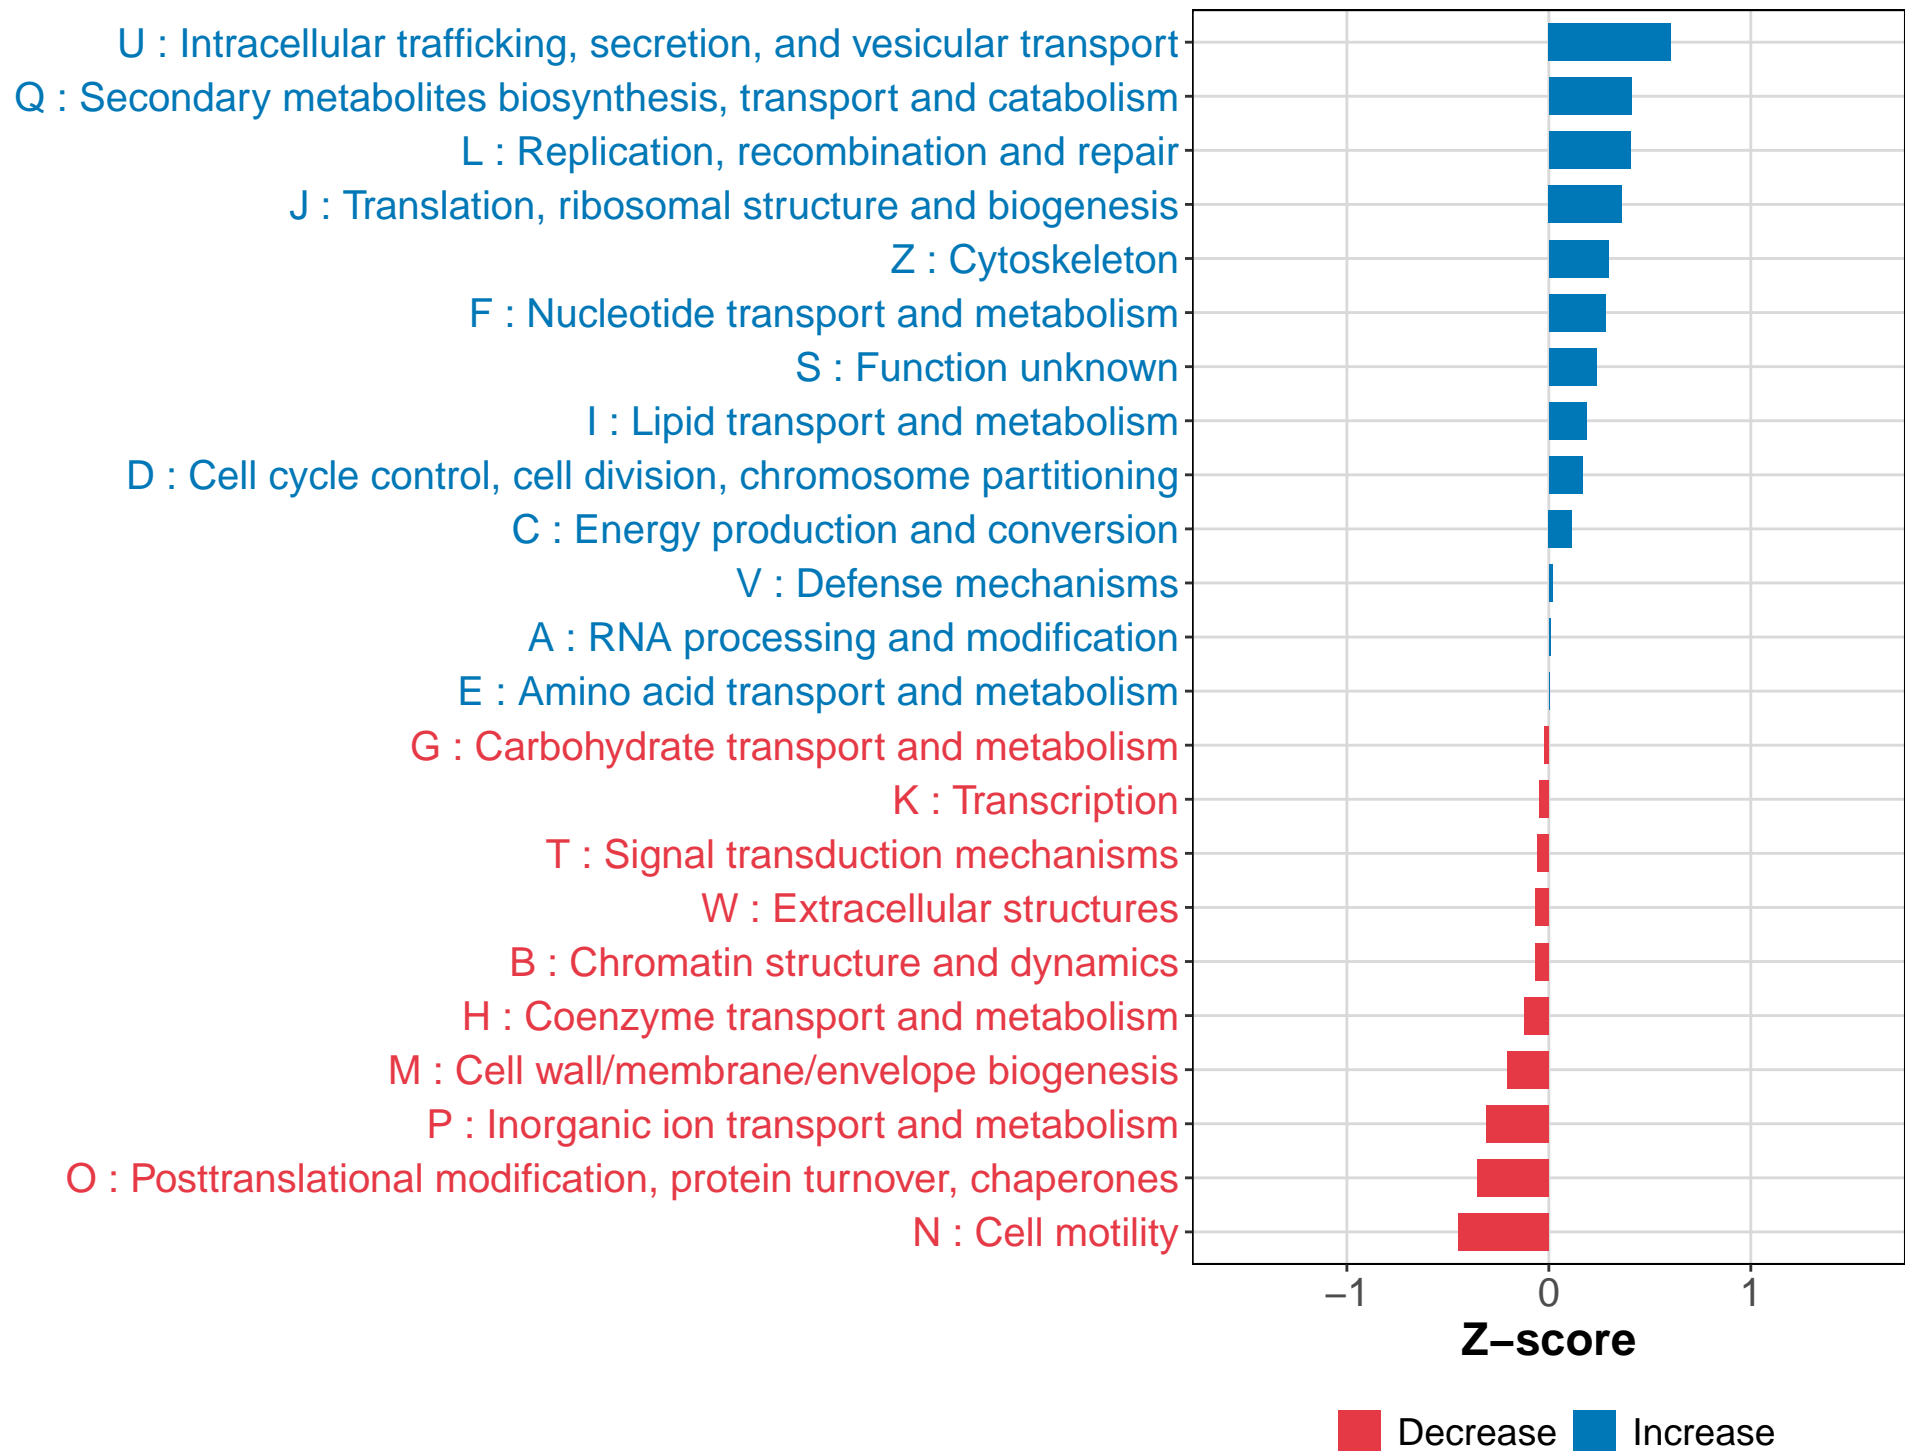 U : Intracellular trafficking, secretion, and vesicular transport
Q : Secondary metabolites biosynthesis, transport and catabolism
L : Replication, recombination and repair
J : Translation, ribosomal structure and biogenesis
Z : Cytoskeleton
F : Nucleotide transport and metabolism
S : Function unknown
I : Lipid transport and metabolism
D : Cell cycle control, cell division, chromosome partitioning
C : Energy production and conversion
V : Defense mechanisms
A : RNA processing and modification
E : Amino acid transport and metabolism
G : Carbohydrate transport and metabolism
K : Transcription
T : Signal transduction mechanisms
W : Extracellular structures
B : Chromatin structure and dynamics
H : Coenzyme transport and metabolism
M : Cell wall/membrane/envelope biogenesis
P : Inorganic ion transport and metabolism
O : Posttranslational modification, protein turnover, chaperones
N : Cell motility
−1 0 1
Z−score
Decrease Increase